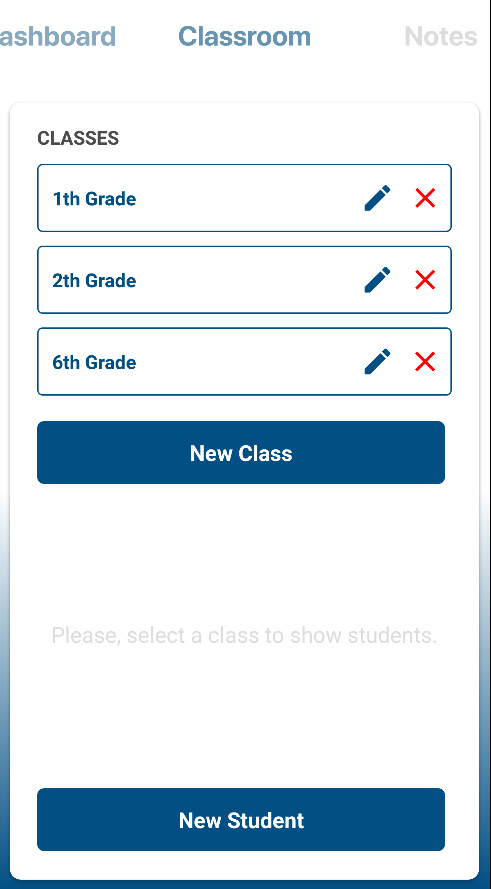 ashboard Classroom Notes
CLASSES
1th Grade
2th Grade
6th Grade
New Class
Please, select a class to show students.
New Student